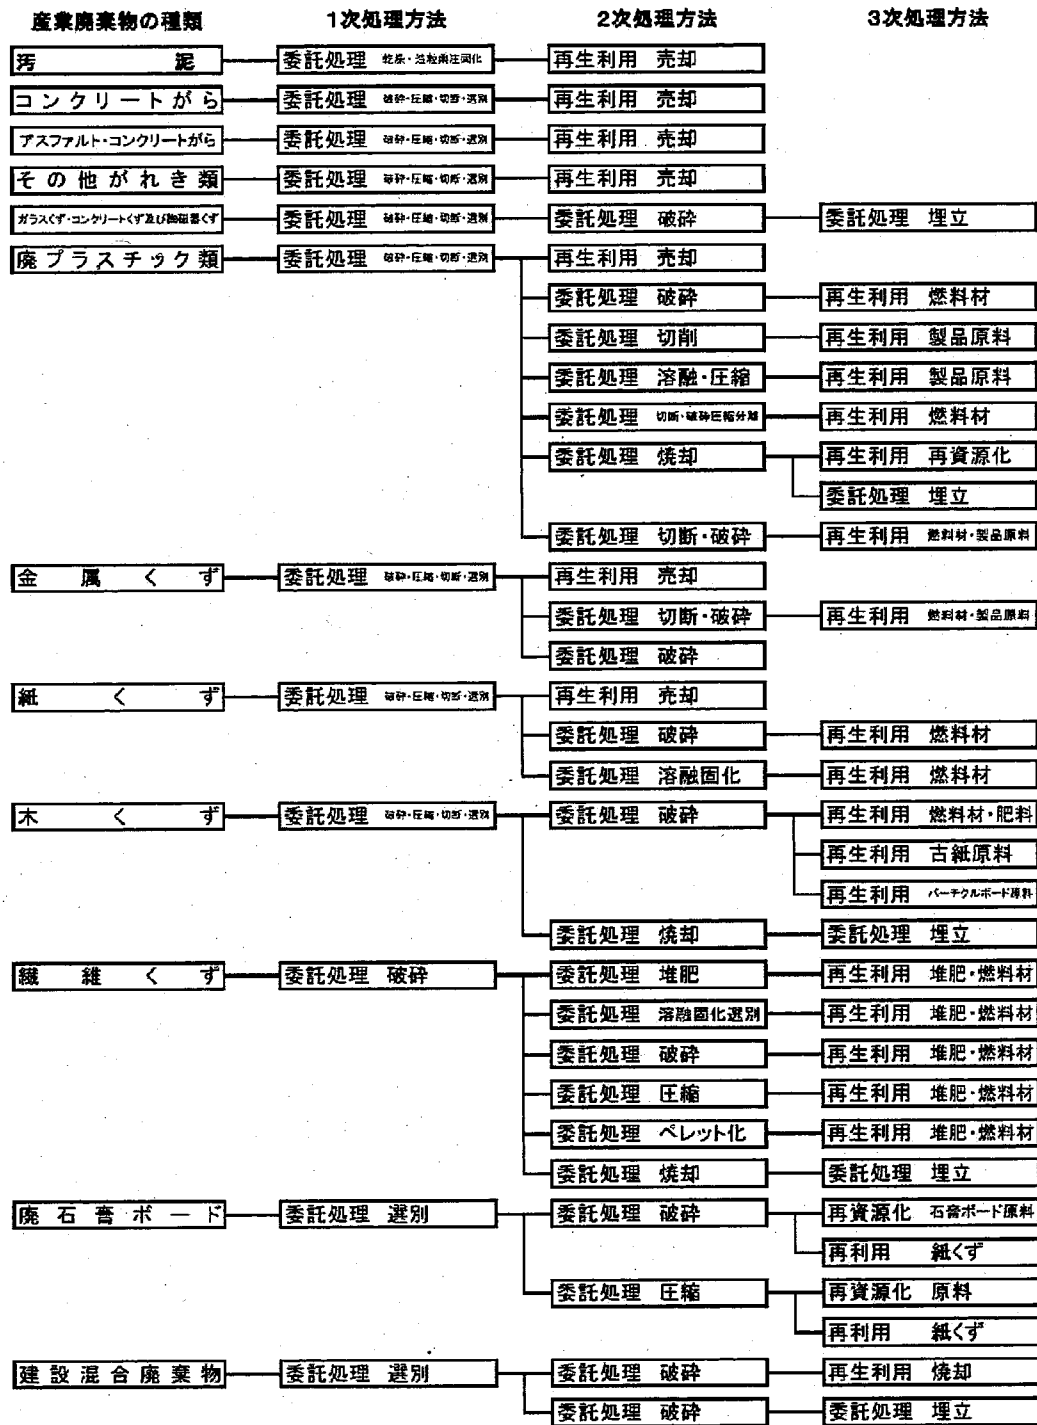 産業廃棄物の種類 1次処理方法 2次処理方法 3次処理方法
汚泥 委託処理 乾燥・造粒薬注固化 再生利用 売却
コンクリートがら 委託処理 破砕・圧縮・切断・選別 再生利用 売却
アスファルト・コンクリートがら 委託処理 破砕・圧縮・切断・選別 再生利用 売却
その他がれき類 委託処理 破砕・圧縮・切断・選別 再生利用 売却
ガラスくず・コンクリートくず及び陶磁器くず 委託処理 破砕・圧縮・切断・選別 委託処理 破砕 委託処理 埋立
廃プラスチック類 委託処理 破砕・圧縮・切断・選別 再生利用 売却
委託処理 破砕 再生利用 燃料材
委託処理 切削 再生利用 製品原料
委託処理 溶融・圧縮 再生利用 製品原料
委託処理 切断・破砕圧縮分離 再生利用 燃料材
委託処理 焼却 再生利用 再資源化
委託処理 埋立
委託処理 切断・破砕 再生利用 燃料材・製品原料
金属くず 委託処理 破砕・圧縮・切断・選別 再生利用 売却
委託処理 切断・破砕 再生利用 燃料材・製品原料
委託処理 破砕
紙くず 委託処理 破砕・圧縮・切断・選別 再生利用 売却
委託処理 破砕 再生利用 燃料材
委託処理 溶融固化 再生利用 燃料材
木くず 委託処理 破砕・圧縮・切断・選別 委託処理 破砕 再生利用 燃料材・肥料
再生利用 古紙原料
再生利用 パーチクルボード原料
委託処理 焼却 委託処理 埋立
繊維くず 委託処理 破砕 委託処理 堆肥 再生利用 堆肥・燃料材
委託処理 溶融固化選別 再生利用 堆肥・燃料材
委託処理 破砕 再生利用 堆肥・燃料材
委託処理 圧縮 再生利用 堆肥・燃料材
委託処理 ペレット化 再生利用 堆肥・燃料材
委託処理 焼却 委託処理 埋立
廃石膏ボード 委託処理 選別 委託処理 破砕 再資源化 石膏ボード原料
再利用 紙くず
委託処理 圧縮 再資源化 原料
再利用 紙くず
建設混合廃棄物 委託処理 選別 委託処理 破砕 再生利用 焼却
委託処理 破砕 委託処理 埋立